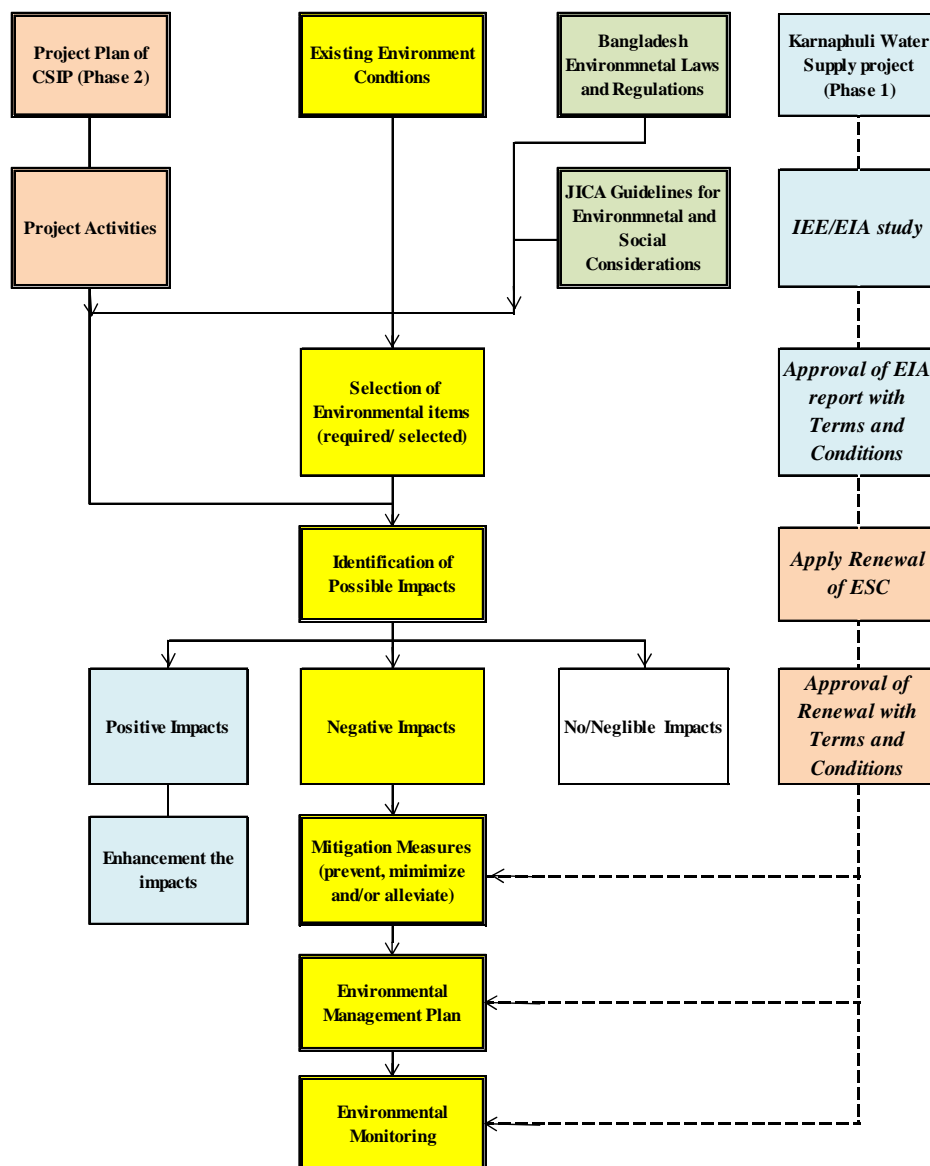 Project Plan of
CSIP (Phase 2)
Existing Environment
Condtions
Bangladesh
Environmnetal Laws
and Regulations
Karnaphuli Water
Supply project
(Phase 1)
Project Activities
JICA Guidelines for
Environmnetal and
Social
Considerations
IEE/EIA study
Selection of
Environmental items
(required/ selected)
Approval of EIA
report with
Terms and
Conditions
Identification of
Possible Impacts
Apply Renewal
of ESC
Positive Impacts
Negative Impacts
No/Neglible Impacts
Approval of
Renewal with
Terms and
Conditions
Enhancement the
impacts
Mitigation Measures
(prevent, mimimize
and/or alleviate)
Environmental
Management Plan
Environmental
Monitoring